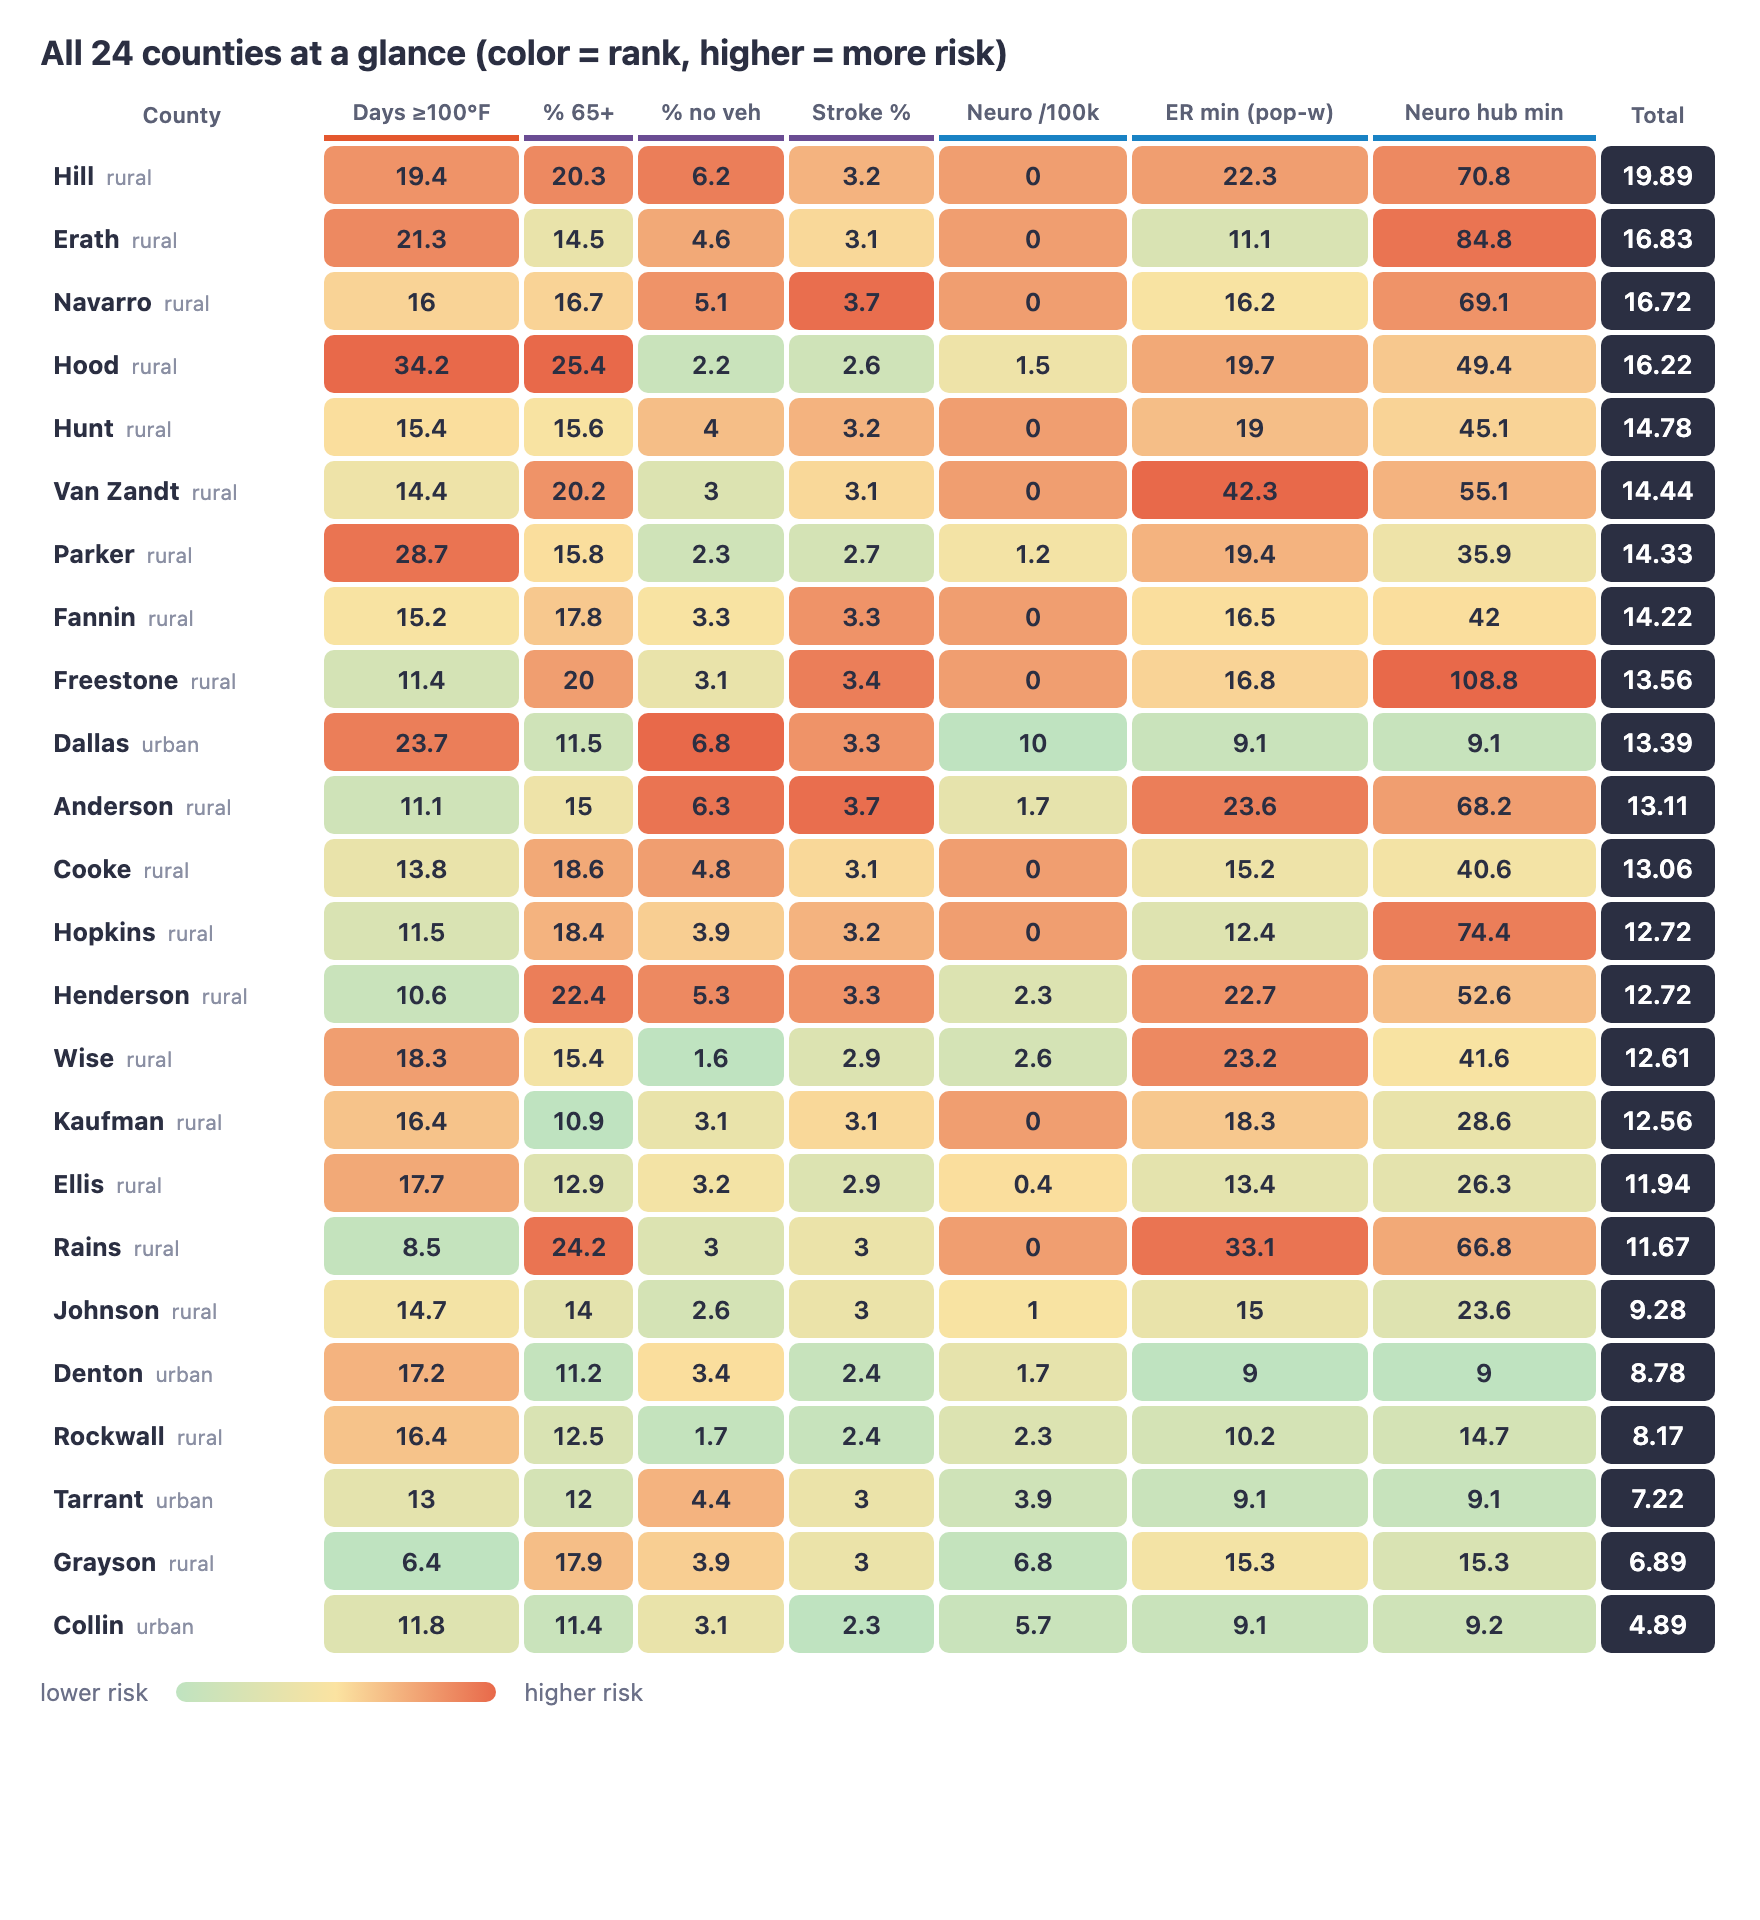 All 24 counties at a glance (color = rank, higher = more risk)
County Days ≥100°F % 65+ % no veh Stroke % Neuro /100k ER min (pop-w) Neuro hub min Total
Hill rural 19.4 20.3 6.2 3.2 0 22.3 70.8 19.89
Erath rural 21.3 14.5 4.6 3.1 0 11.1 84.8 16.83
Navarro rural 16 16.7 5.1 3.7 0 16.2 69.1 16.72
Hood rural 34.2 25.4 2.2 2.6 1.5 19.7 49.4 16.22
Hunt rural 15.4 15.6 4 3.2 0 19 45.1 14.78
Van Zandt rural 14.4 20.2 3 3.1 0 42.3 55.1 14.44
Parker rural 28.7 15.8 2.3 2.7 1.2 19.4 35.9 14.33
Fannin rural 15.2 17.8 3.3 3.3 0 16.5 42 14.22
Freestone rural 11.4 20 3.1 3.4 0 16.8 108.8 13.56
Dallas urban 23.7 11.5 6.8 3.3 10 9.1 9.1 13.39
Anderson rural 11.1 15 6.3 3.7 1.7 23.6 68.2 13.11
Cooke rural 13.8 18.6 4.8 3.1 0 15.2 40.6 13.06
Hopkins rural 11.5 18.4 3.9 3.2 0 12.4 74.4 12.72
Henderson rural 10.6 22.4 5.3 3.3 2.3 22.7 52.6 12.72
Wise rural 18.3 15.4 1.6 2.9 2.6 23.2 41.6 12.61
Kaufman rural 16.4 10.9 3.1 3.1 0 18.3 28.6 12.56
Ellis rural 17.7 12.9 3.2 2.9 0.4 13.4 26.3 11.94
Rains rural 8.5 24.2 3 3 0 33.1 66.8 11.67
Johnson rural 14.7 14 2.6 3 1 15 23.6 9.28
Denton urban 17.2 11.2 3.4 2.4 1.7 9 9 8.78
Rockwall rural 16.4 12.5 1.7 2.4 2.3 10.2 14.7 8.17
Tarrant urban 13 12 4.4 3 3.9 9.1 9.1 7.22
Grayson rural 6.4 17.9 3.9 3 6.8 15.3 15.3 6.89
Collin urban 11.8 11.4 3.1 2.3 5.7 9.1 9.2 4.89
lower risk higher risk